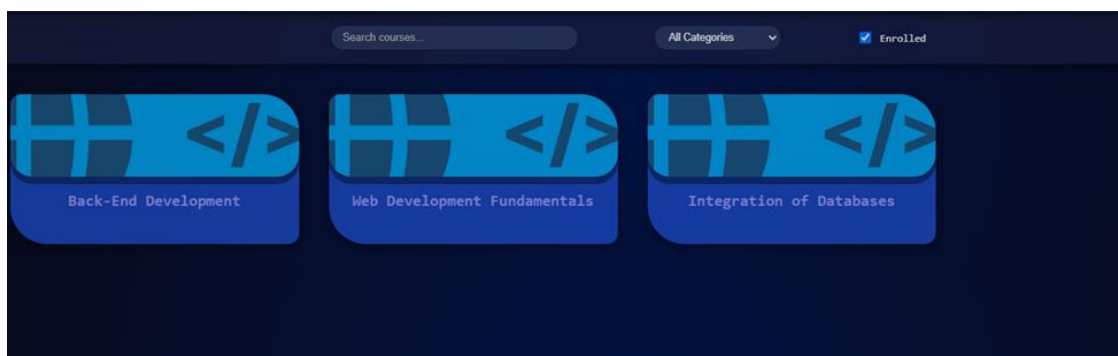 Search courses...
All Categories
Enrolled
</>
</>
</>
Back-End Development
Web Development Fundamentals
Integration of Databases